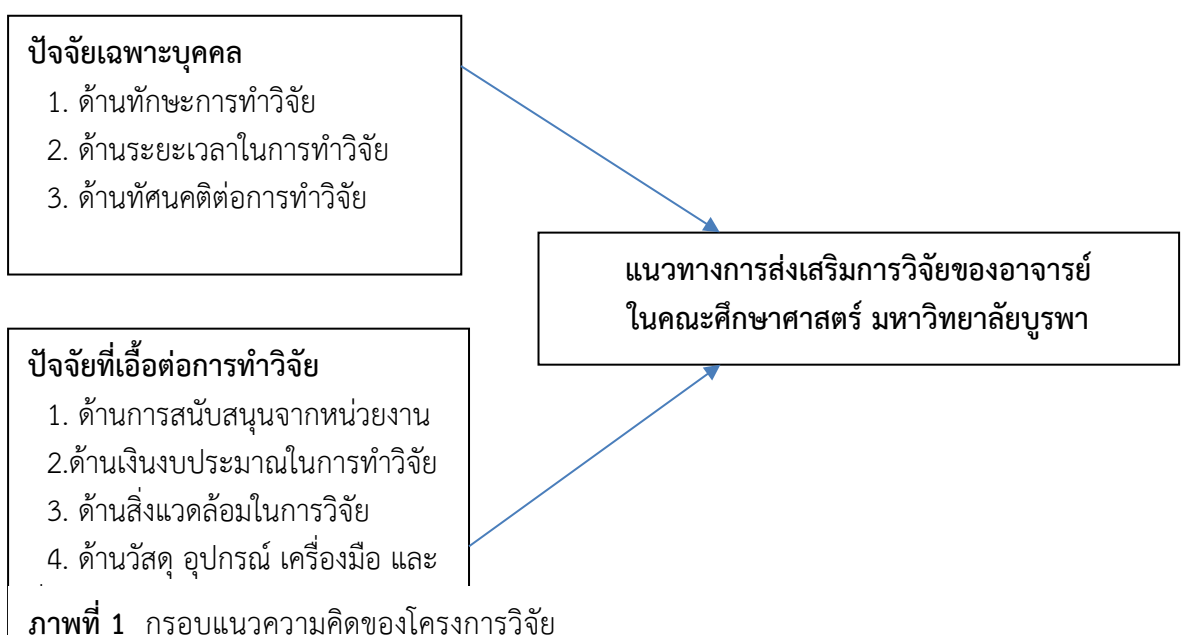 ปัจจัยเฉพาะบุคคล
1. ด้านทักษะการทำวิจัย
2. ด้านระยะเวลาในการทำวิจัย
3. ด้านทัศนคติต่อการทำวิจัย
แนวทางการส่งเสริมการวิจัยของอาจารย์
ในคณะศึกษาศาสตร์ มหาวิทยาลัยบูรพา
ปัจจัยที่เอื้อต่อการทำวิจัย
1. ด้านการสนับสนุนจากหน่วยงาน
2.ด้านเงินงบประมาณในการทำวิจัย
3. ด้านสิ่งแวดล้อมในการวิจัย
4. ด้านวัสดุ อุปกรณ์ เครื่องมือ และ
ภาพที่ 1 กรอบแนวความคิดของโครงการวิจัย